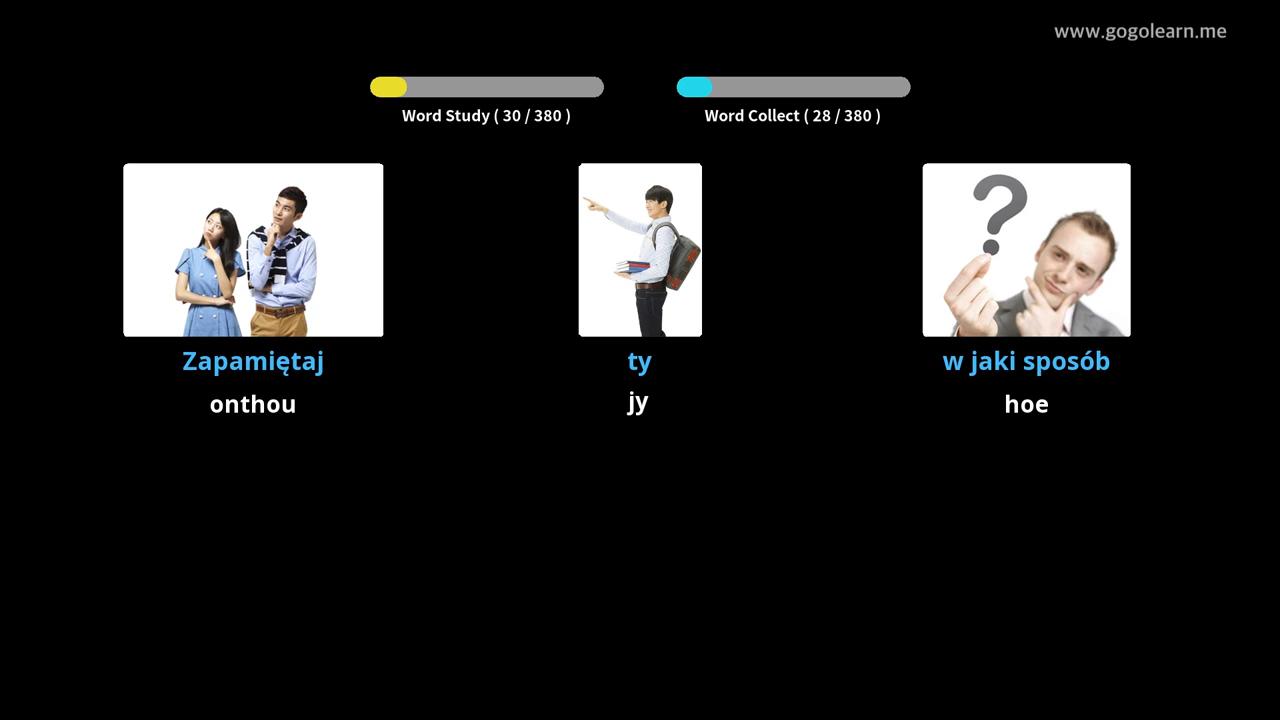 www.gogolearn.me
Word Study ( 30 / 380 )
Word Collect ( 28 / 380 )
Zapamiętaj
onthou
ty
jy
w jaki sposób
hoe